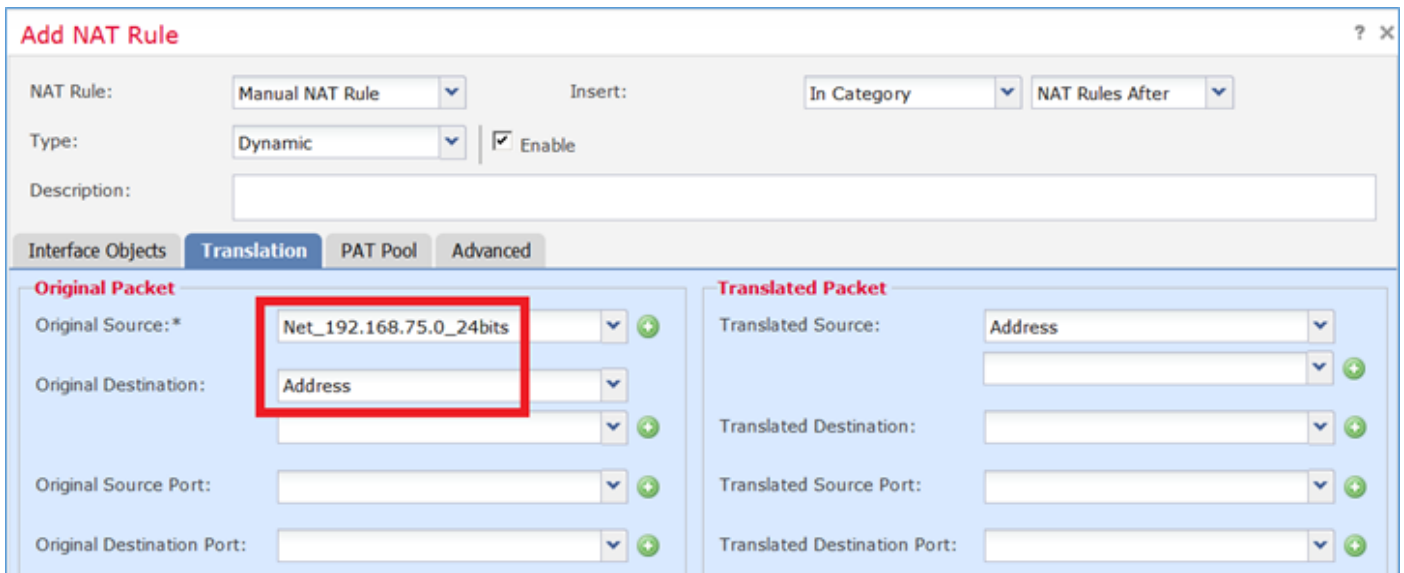 Add NAT Rule ? ×
NAT Rule: Manual NAT Rule Insert: In Category NAT Rules After
Type: Dynamic Enable
Description:
Interface Objects Translation PAT Pool Advanced
Original Packet Translated Packet
Original Source:* Net_192.168.75.0_24bits Translated Source: Address
Original Destination: Address
Translated Destination:
Original Source Port: Translated Source Port:
Original Destination Port: Translated Destination Port: